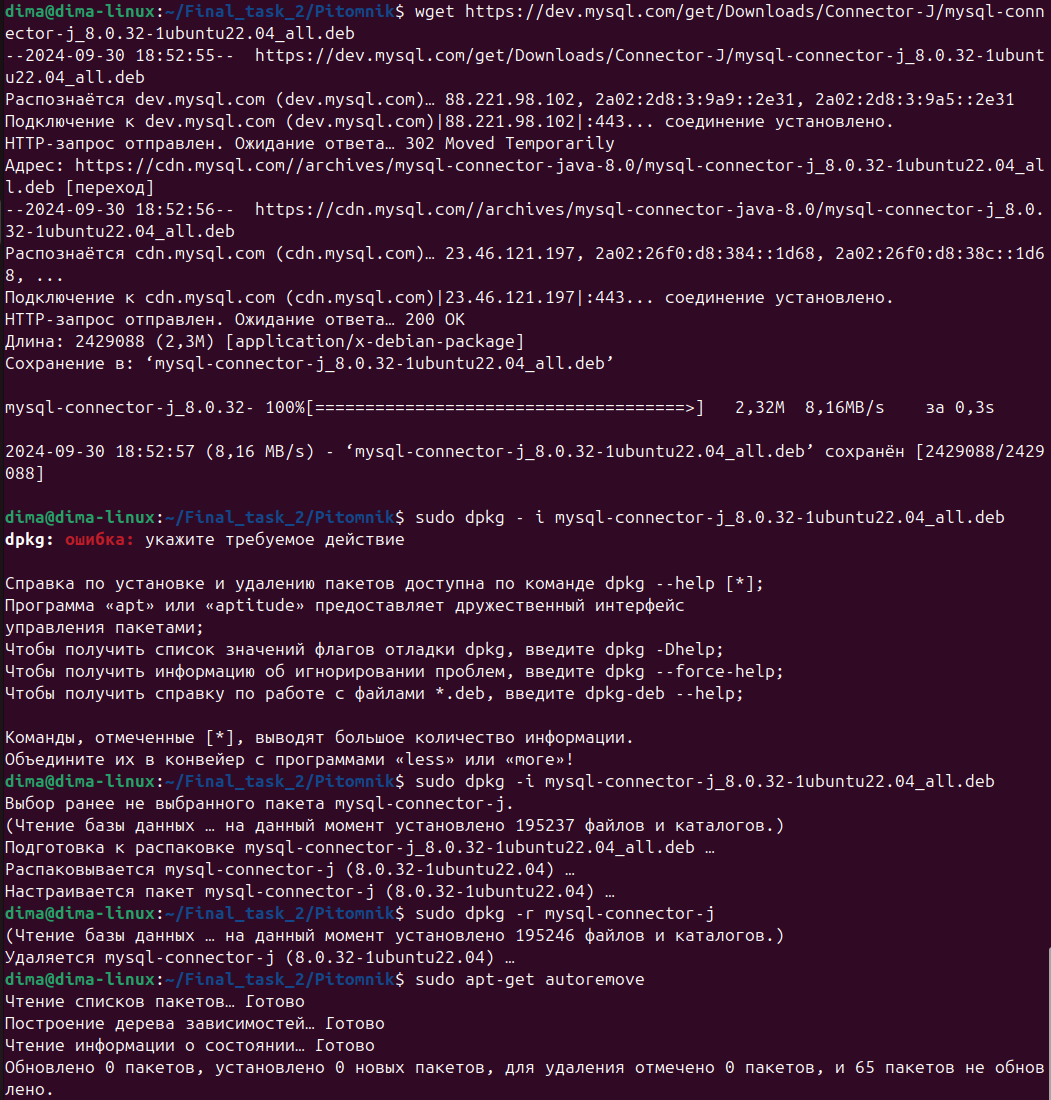 dima@dima-linux:~/Final_task_2/Pitomnik$ wget https://dev.mysql.com/get/Downloads/Connector-J/mysql-conn
ector-j_8.0.32-1ubuntu22.04_all.deb
--2024-09-30 18:52:55--  https://dev.mysql.com/get/Downloads/Connector-J/mysql-connector-j_8.0.32-1ubunt
u22.04_all.deb
Распознаётся dev.mysql.com (dev.mysql.com)… 88.221.98.102, 2a02:2d8:3:9a9::2e31, 2a02:2d8:3:9a5::2e31
Подключение к dev.mysql.com (dev.mysql.com)|88.221.98.102|:443... соединение установлено.
HTTP-запрос отправлен. Ожидание ответа… 302 Moved Temporarily
Адрес: https://cdn.mysql.com//archives/mysql-connector-java-8.0/mysql-connector-j_8.0.32-1ubuntu22.04_al
l.deb [переход]
--2024-09-30 18:52:56--  https://cdn.mysql.com//archives/mysql-connector-java-8.0/mysql-connector-j_8.0.
32-1ubuntu22.04_all.deb
Распознаётся cdn.mysql.com (cdn.mysql.com)… 23.46.121.197, 2a02:26f0:d8:384::1d68, 2a02:26f0:d8:38c::1d6
8, ...
Подключение к cdn.mysql.com (cdn.mysql.com)|23.46.121.197|:443... соединение установлено.
HTTP-запрос отправлен. Ожидание ответа… 200 OK
Длина: 2429088 (2,3M) [application/x-debian-package]
Сохранение в: ‘mysql-connector-j_8.0.32-1ubuntu22.04_all.deb’
mysql-connector-j_8.0.32- 100%[=====================================>]   2,32M  8,16MB/s    за 0,3s
2024-09-30 18:52:57 (8,16 MB/s) - ‘mysql-connector-j_8.0.32-1ubuntu22.04_all.deb’ сохранён [2429088/2429
088]
dima@dima-linux:~/Final_task_2/Pitomnik$ sudo dpkg - i mysql-connector-j_8.0.32-1ubuntu22.04_all.deb
dpkg: ошибка: укажите требуемое действие
Справка по установке и удалению пакетов доступна по команде dpkg --help [*];
Программа «apt» или «aptitude» предоставляет дружественный интерфейс
управления пакетами;
Чтобы получить список значений флагов отладки dpkg, введите dpkg -Dhelp;
Чтобы получить информацию об игнорировании проблем, введите dpkg --force-help;
Чтобы получить справку по работе с файлами *.deb, введите dpkg-deb --help;
Команды, отмеченные [*], выводят большое количество информации.
Объедините их в конвейер с программами «less» или «more»!
dima@dima-linux:~/Final_task_2/Pitomnik$ sudo dpkg -i mysql-connector-j_8.0.32-1ubuntu22.04_all.deb
Выбор ранее не выбранного пакета mysql-connector-j.
(Чтение базы данных … на данный момент установлено 195237 файлов и каталогов.)
Подготовка к распаковке mysql-connector-j_8.0.32-1ubuntu22.04_all.deb …
Распаковывается mysql-connector-j (8.0.32-1ubuntu22.04) …
Настраивается пакет mysql-connector-j (8.0.32-1ubuntu22.04) …
dima@dima-linux:~/Final_task_2/Pitomnik$ sudo dpkg -r mysql-connector-j
(Чтение базы данных … на данный момент установлено 195246 файлов и каталогов.)
Удаляется mysql-connector-j (8.0.32-1ubuntu22.04) …
dima@dima-linux:~/Final_task_2/Pitomnik$ sudo apt-get autoremove
Чтение списков пакетов… Готово
Построение дерева зависимостей… Готово
Чтение информации о состоянии… Готово
Обновлено 0 пакетов, установлено 0 новых пакетов, для удаления отмечено 0 пакетов, и 65 пакетов не обнов
лено.